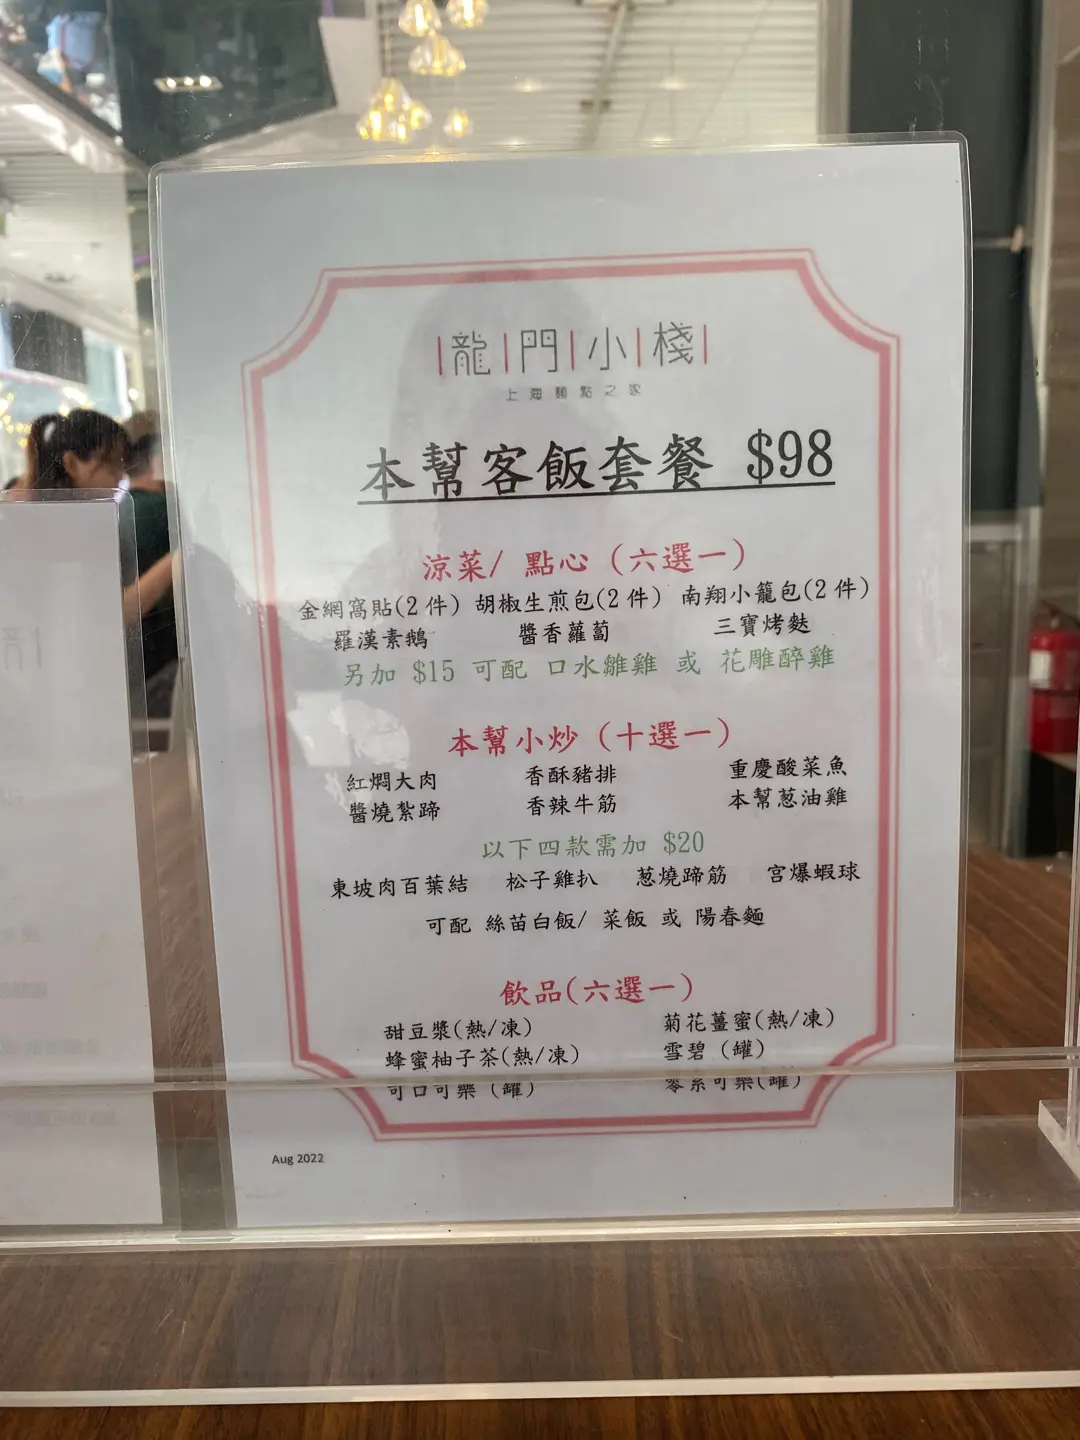 龍門小棧
上海麵點之家
本幫客飯套餐 $98
涼菜/ 點心 (六選一)
金網窩貼(2 件) 胡椒生煎包(2 件) 南翔小籠包(2 件)
羅漢素鵝 醬香蘿蔔 三寶烤麩
另加 $15 可配 口水雞 或 花雕醉雞
本幫小炒 (十選一)
紅燜大肉 香酥豬排 重慶酸菜魚
醬燒紮蹄 香辣牛筋 本幫葱油雞
以下四款需加 $20
東坡肉百葉結 松子雞扒 葱燒蹄筋 宮爆蝦球
可配 絲苗白飯/ 菜飯 或 陽春麵
飲品(六選一)
甜豆漿(熱/凍) 菊花薑蜜(熱/凍)
蜂蜜柚子茶(熱/凍) 雪碧 (罐)
可口可樂 (罐) 零系可樂(罐)
Aug 2022